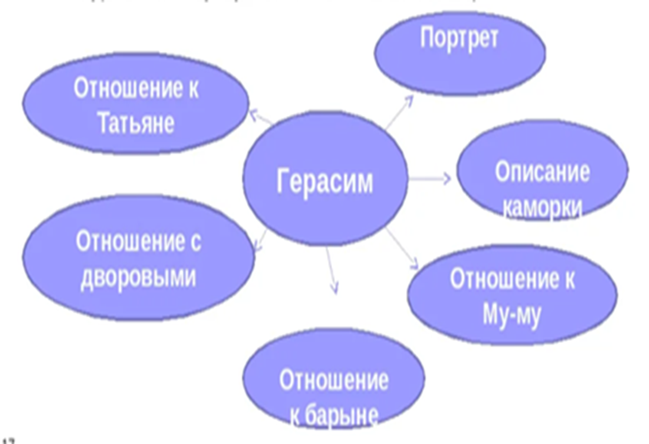 Портрет
Отношение к
Татьяне
Герасим
Описание
каморки
Отношение с
дворовыми
Отношение к
Му-му
Отношение
к барыне